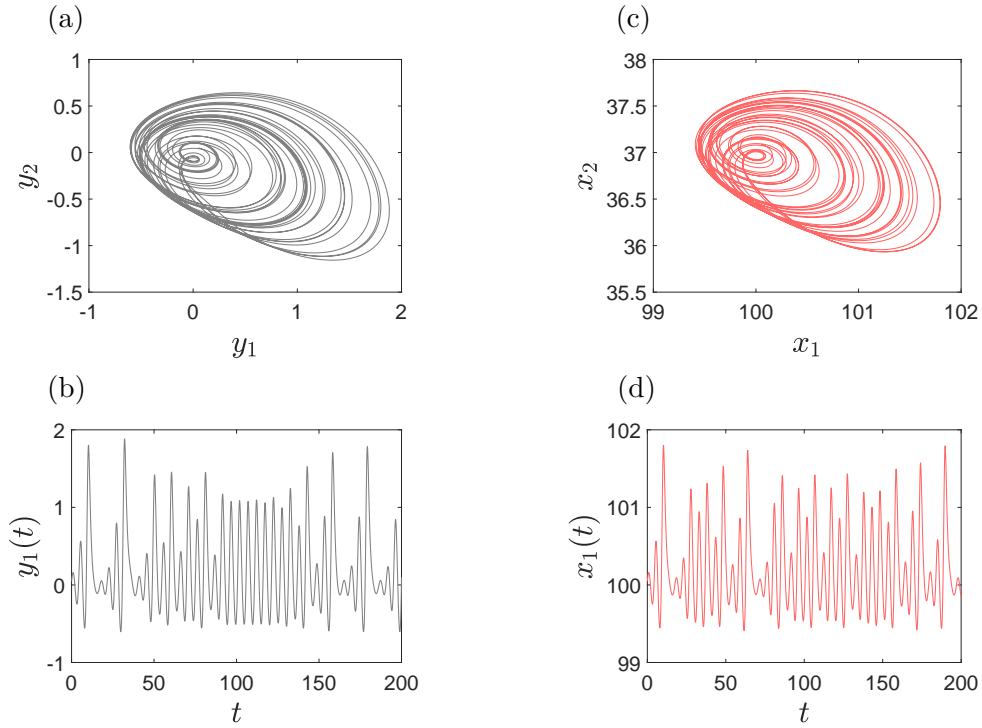 (a)
1
0.5
0
-0.5
-1
-1.5
-1 0 1 2
y₂
y₁
(c)
38
37.5
37
36.5
36
35.5
99 100 101 102
x₂
x₁
(b)
2
1
0
-1
0 50 100 150 200
y₁(t)
t
(d)
102
101
100
99
0 50 100 150 200
x₁(t)
t